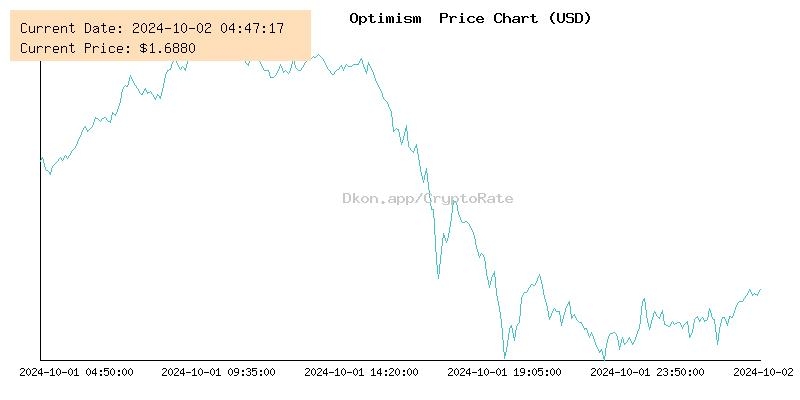 Optimism  Price Chart (USD)
Current Date: 2024-10-02 04:47:17
Current Price: $1.6880
Dkon.app/CryptoRate
2024-10-01 04:50:00 2024-10-01 09:35:00 2024-10-01 14:20:00 2024-10-01 19:05:00 2024-10-01 23:50:00 2024-10-02